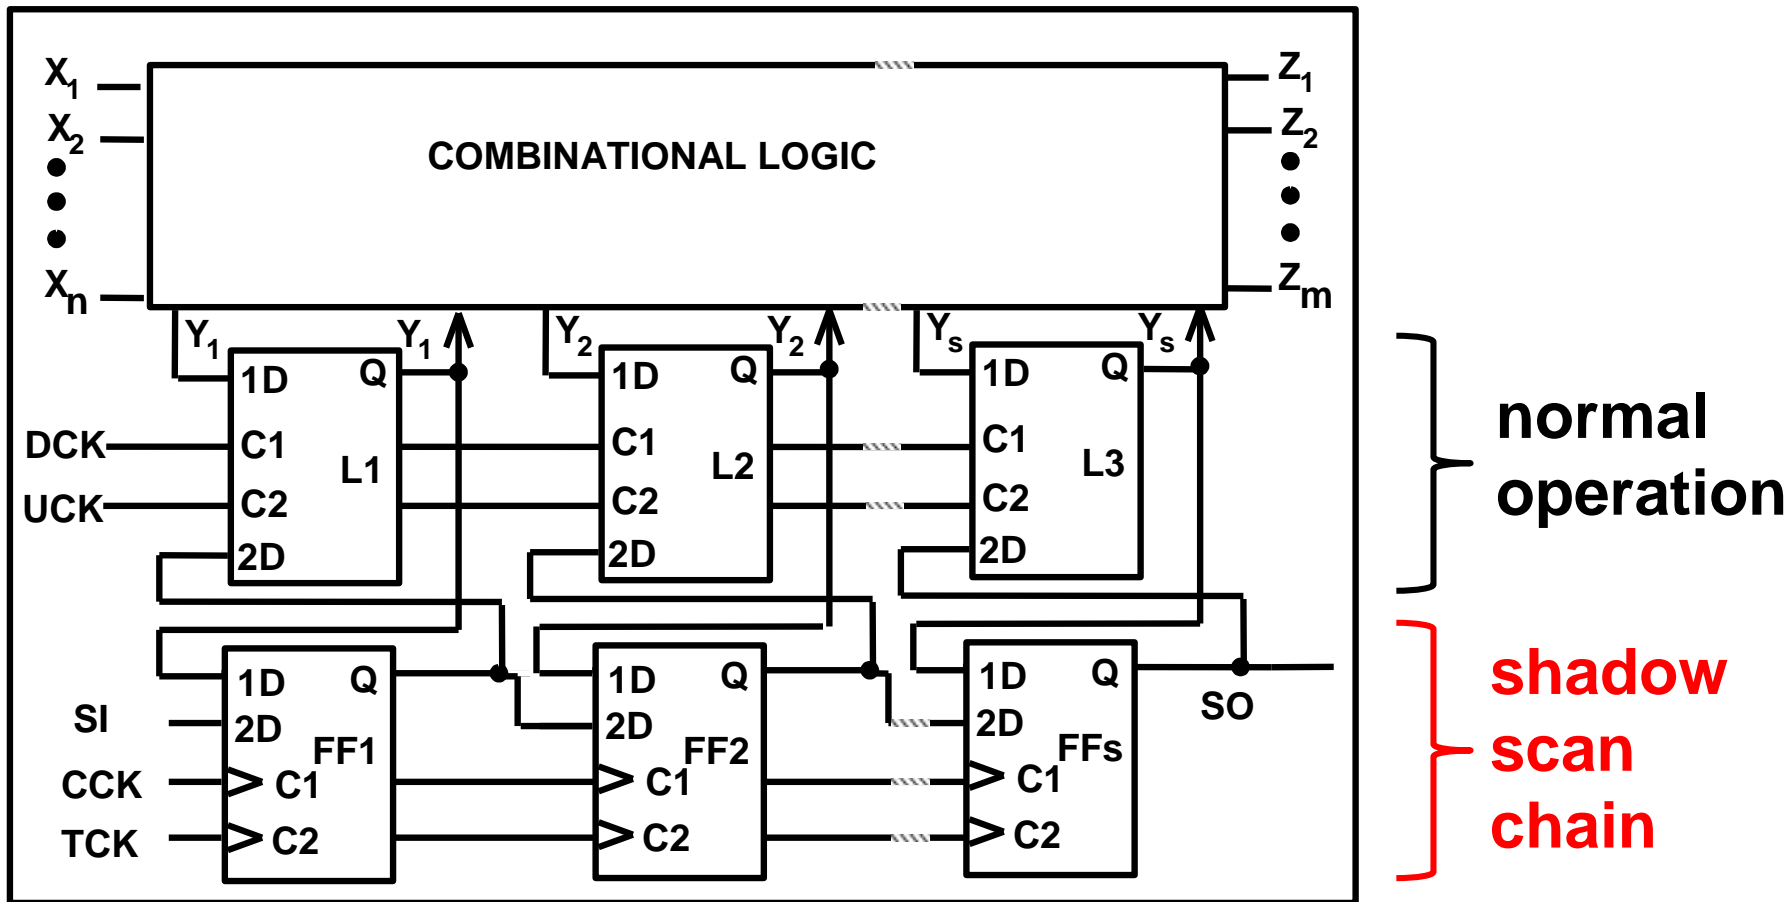 X1 Z1
X2 Z2
COMBINATIONAL LOGIC
Xn Zm
Y1 Y1 Y2 Y2 Ys Ys
1D Q 1D Q 1D Q
DCK C1 C1 C1
L1 L2 L3
UCK C2 C2 C2
2D 2D 2D
normal
operation
1D Q 1D Q 1D Q
SI 2D 2D 2D SO
FF1 FF2 FFs
CCK C1 C1 C1
TCK C2 C2 C2
shadow
scan
chain